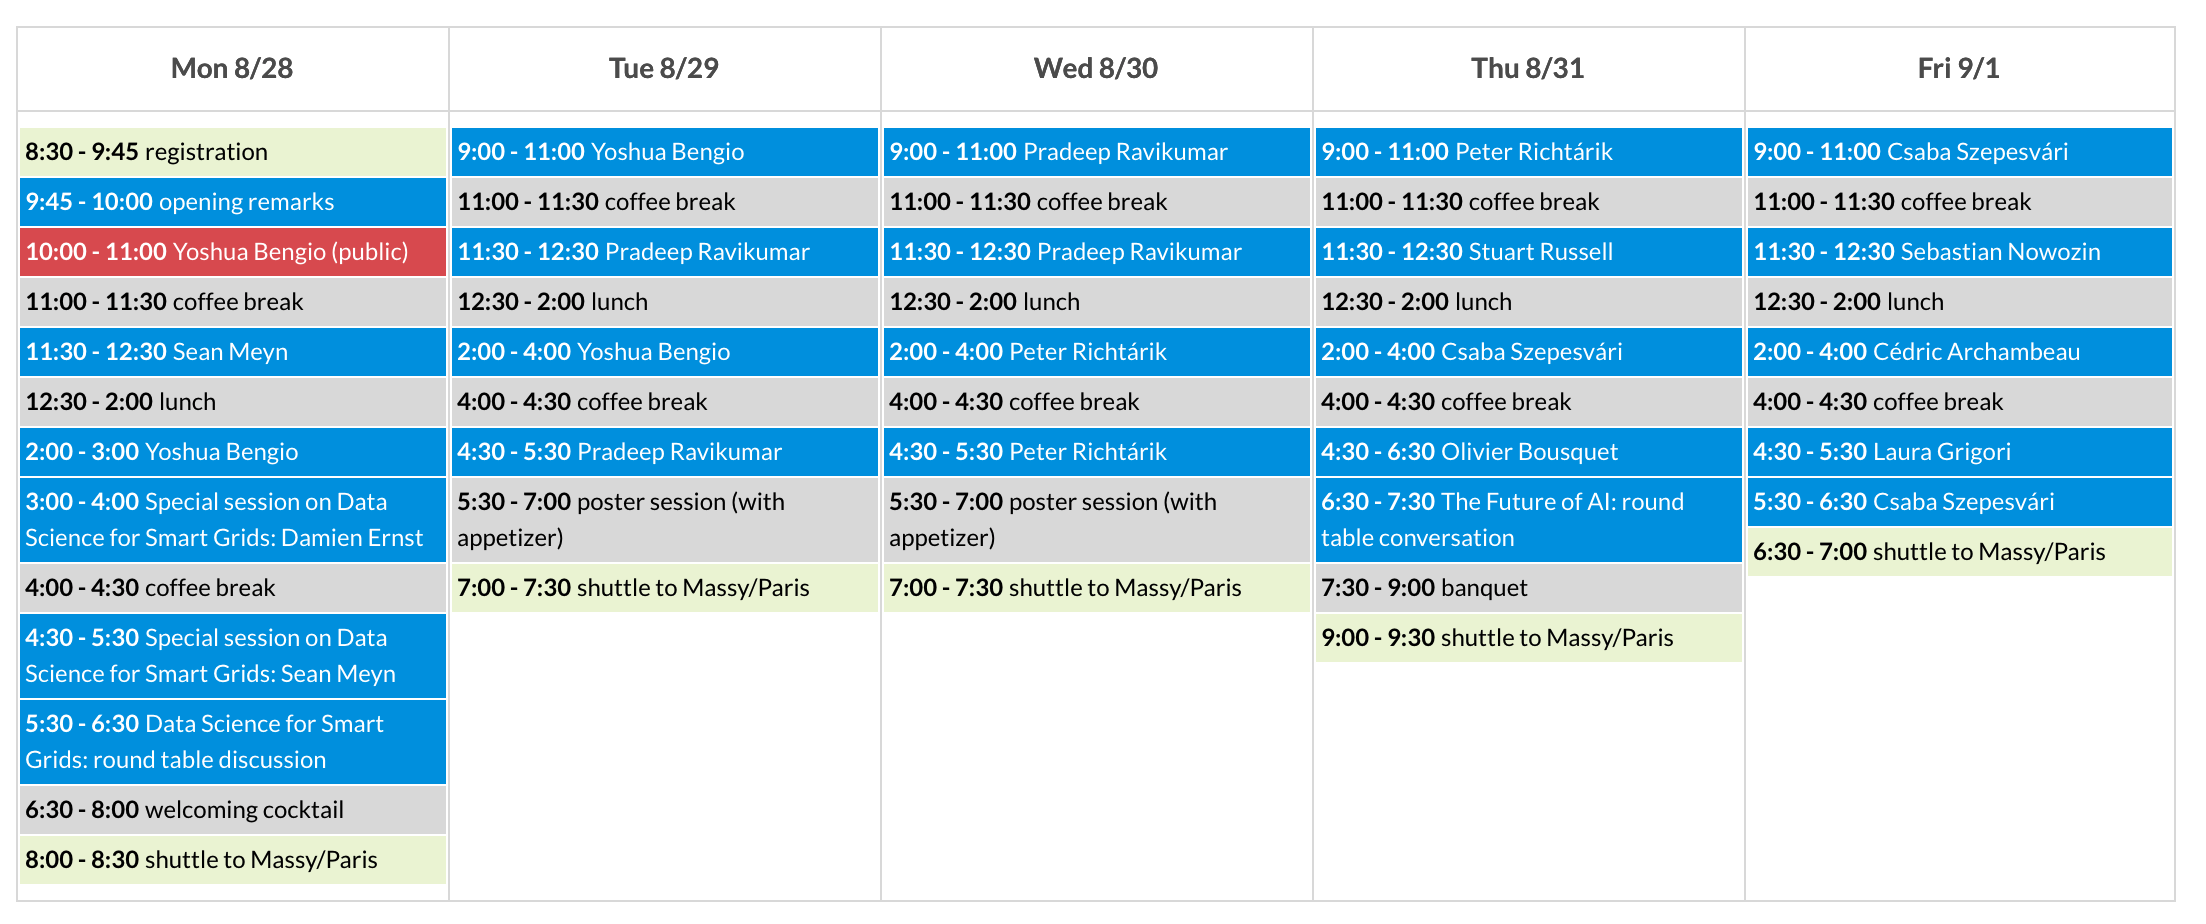 Mon 8/28
8:30 - 9:45 registration
9:45 - 10:00 opening remarks
10:00 - 11:00 Yoshua Bengio (public)
11:00 - 11:30 coffee break
11:30 - 12:30 Sean Meyn
12:30 - 2:00 lunch
2:00 - 3:00 Yoshua Bengio
3:00 - 4:00 Special session on Data
Science for Smart Grids: Damien Ernst
4:00 - 4:30 coffee break
4:30 - 5:30 Special session on Data
Science for Smart Grids: Sean Meyn
5:30 - 6:30 Data Science for Smart
Grids: round table discussion
6:30 - 8:00 welcoming cocktail
8:00 - 8:30 shuttle to Massy/Paris
Tue 8/29
9:00 - 11:00 Yoshua Bengio
11:00 - 11:30 coffee break
11:30 - 12:30 Pradeep Ravikumar
12:30 - 2:00 lunch
2:00 - 4:00 Yoshua Bengio
4:00 - 4:30 coffee break
4:30 - 5:30 Pradeep Ravikumar
5:30 - 7:00 poster session (with
appetizer)
7:00 - 7:30 shuttle to Massy/Paris
Wed 8/30
9:00 - 11:00 Pradeep Ravikumar
11:00 - 11:30 coffee break
11:30 - 12:30 Pradeep Ravikumar
12:30 - 2:00 lunch
2:00 - 4:00 Peter Richtárik
4:00 - 4:30 coffee break
4:30 - 5:30 Peter Richtárik
5:30 - 7:00 poster session (with
appetizer)
7:00 - 7:30 shuttle to Massy/Paris
Thu 8/31
9:00 - 11:00 Peter Richtárik
11:00 - 11:30 coffee break
11:30 - 12:30 Stuart Russell
12:30 - 2:00 lunch
2:00 - 4:00 Csaba Szepesvári
4:00 - 4:30 coffee break
4:30 - 6:30 Olivier Bousquet
6:30 - 7:30 The Future of AI: round
table conversation
7:30 - 9:00 banquet
9:00 - 9:30 shuttle to Massy/Paris
Fri 9/1
9:00 - 11:00 Csaba Szepesvári
11:00 - 11:30 coffee break
11:30 - 12:30 Sebastian Nowozin
12:30 - 2:00 lunch
2:00 - 4:00 Cédric Archambeau
4:00 - 4:30 coffee break
4:30 - 5:30 Laura Grigori
5:30 - 6:30 Csaba Szepesvári
6:30 - 7:00 shuttle to Massy/Paris